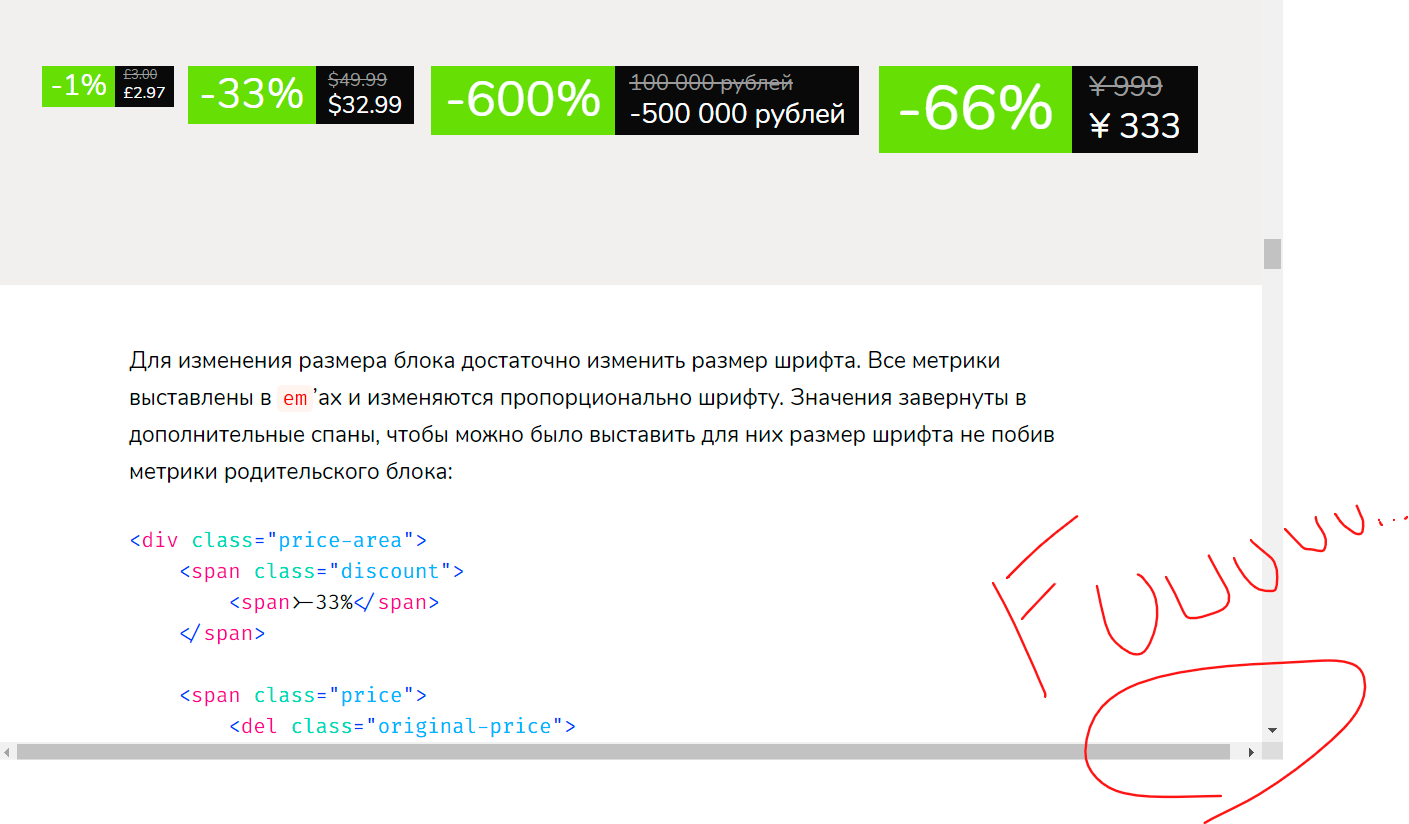 -1% £3.00 £2.97
-33% $49.99 $32.99
-600% 100 000 рублей -500 000 рублей
-66% ¥ 999 ¥ 333
Для изменения размера блока достаточно изменить размер шрифта. Все метрики
выставлены в em’ах и изменяются пропорционально шрифту. Значения завернуты в
дополнительные спаны, чтобы можно было выставить для них размер шрифта не побив
метрики родительского блока:
<div class="price-area">
<span class="discount">
<span>-33%</span>
</span>
<span class="price">
<del class="original-price">
Fuuuuuu...